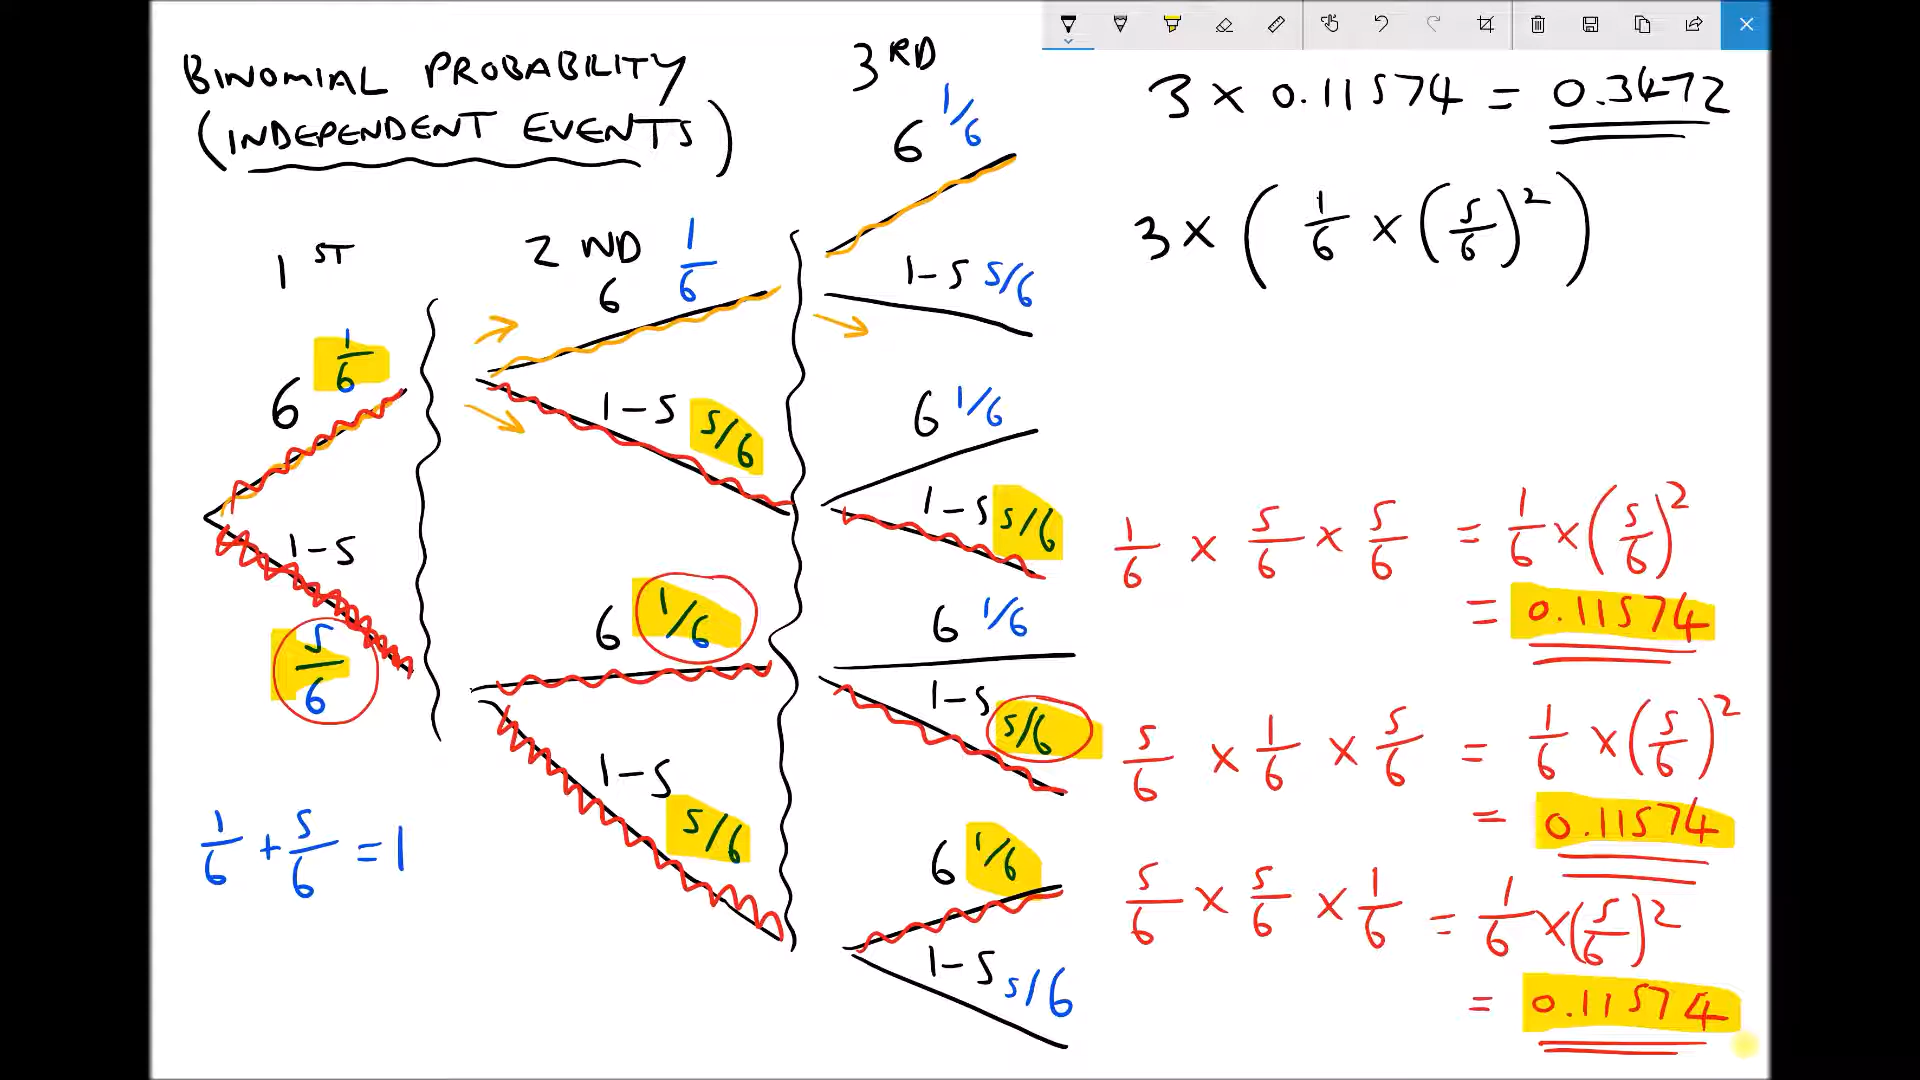 BINOMIAL PROBABILITY
(INDEPENDENT EVENTS)
1ST
6 1/6
1-5
5/6
1/6 + 5/6 = 1
2ND
6 1/6
1-5 5/6
6 1/6
1-5 5/6
3RD
6 1/6
1-5 5/6
6 1/6
1-5 5/6
6 1/6
1-5 5/6
6 1/6
1-5 5/6
3 × 0.11574 = 0.3472
3 × (1/6 × (5/6)²)
1/6 × 5/6 × 5/6 = 1/6 × (5/6)²
= 0.11574
5/6 × 1/6 × 5/6 = 1/6 × (5/6)²
= 0.11574
5/6 × 5/6 × 1/6 = 1/6 × (5/6)²
= 0.11574